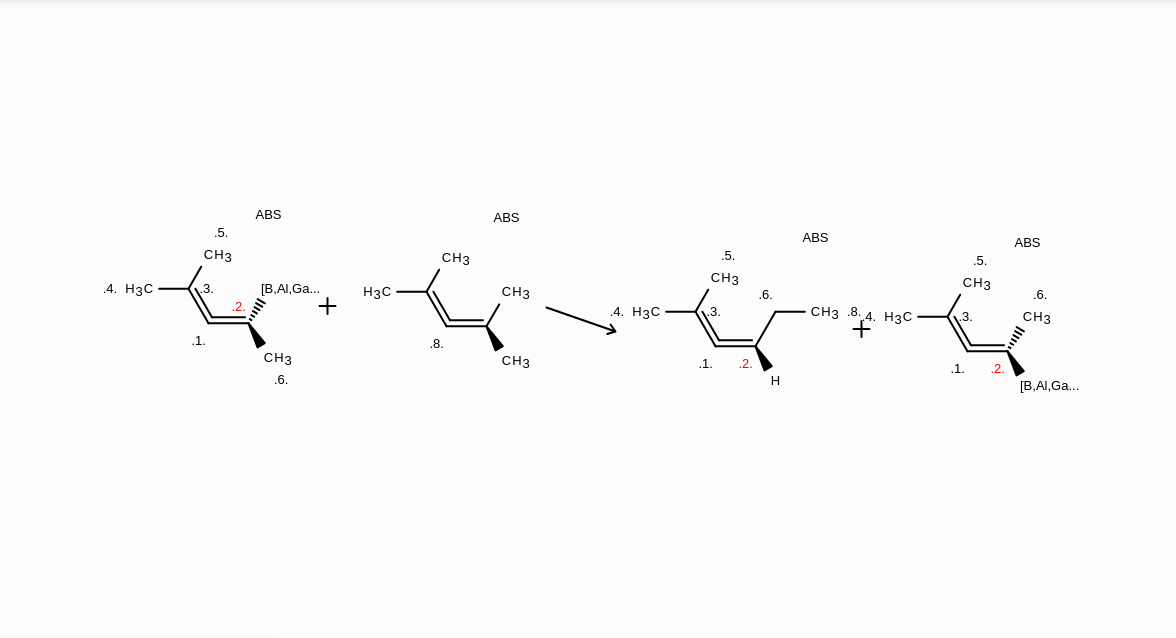 ABS
.5.
CH3
.4. H3C .3. [B,Al,Ga...
.2.
.1.
CH3
.6.
+
ABS
CH3
H3C CH3
.8.
CH3
ABS
.5.
CH3
.6.
.4. H3C .3. CH3 .8.
.1. .2.
H
+
ABS
.5.
CH3
.6.
.4. H3C .3. CH3
.1. .2.
[B,Al,Ga...